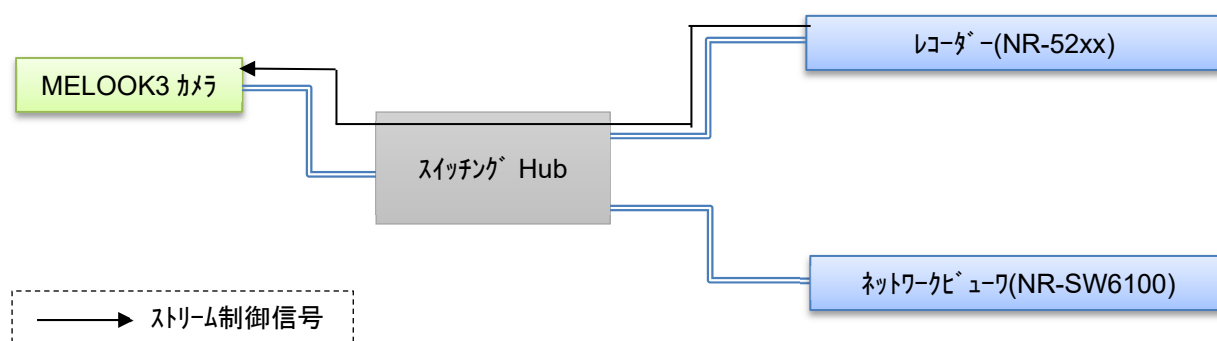 ﾚｺｰﾀﾞｰ(NR-52xx)
MELOOK3 ｶﾒﾗ
ｽｲｯﾁﾝｸﾞ Hub
ﾈｯﾄﾜｰｸﾋﾞｭｰﾜ(NR-SW6100)
ｽﾄﾘｰﾑ制御信号